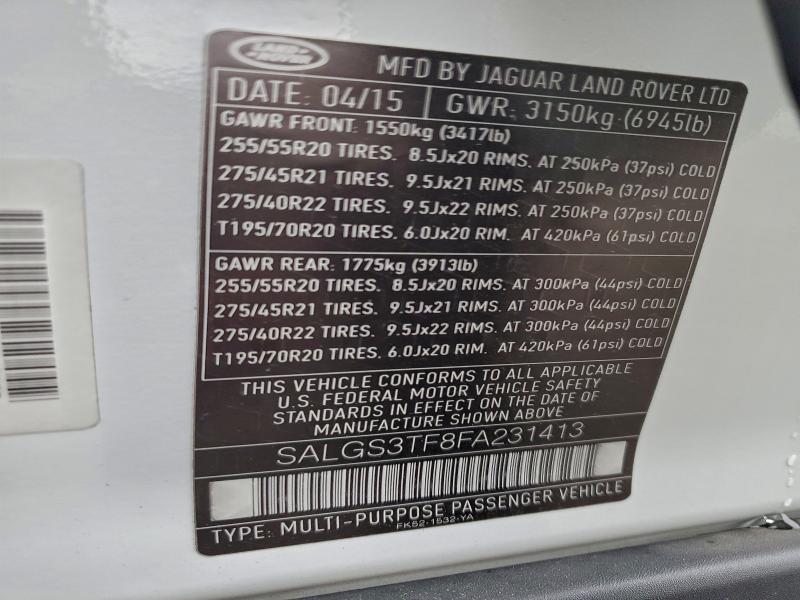 LAND ROVER
MFD BY JAGUAR LAND ROVER LTD
DATE: 04/15 GWR: 3150kg (6945lb)
GAWR FRONT: 1550kg (3417lb)
255/55R20 TIRES. 8.5Jx20 RIMS. AT 250kPa (37psi) COLD
275/45R21 TIRES. 9.5Jx21 RIMS. AT 250kPa (37psi) COLD
275/40R22 TIRES. 9.5Jx22 RIMS. AT 250kPa (37psi) COLD
T195/70R20 TIRES. 6.0Jx20 RIM. AT 420kPa (61psi) COLD
GAWR REAR: 1775kg (3913lb)
255/55R20 TIRES. 8.5Jx20 RIMS. AT 300kPa (44psi) COLD
275/45R21 TIRES. 9.5Jx21 RIMS. AT 300kPa (44psi) COLD
275/40R22 TIRES. 9.5Jx22 RIMS. AT 300kPa (44psi) COLD
T195/70R20 TIRES. 6.0Jx20 RIM. AT 420kPa (61psi) COLD
THIS VEHICLE CONFORMS TO ALL APPLICABLE
U.S. FEDERAL MOTOR VEHICLE SAFETY
STANDARDS IN EFFECT ON THE DATE OF
MANUFACTURE SHOWN ABOVE
SALGS3TF8FA231413
TYPE: MULTI-PURPOSE PASSENGER VEHICLE
FK52-1532-YA